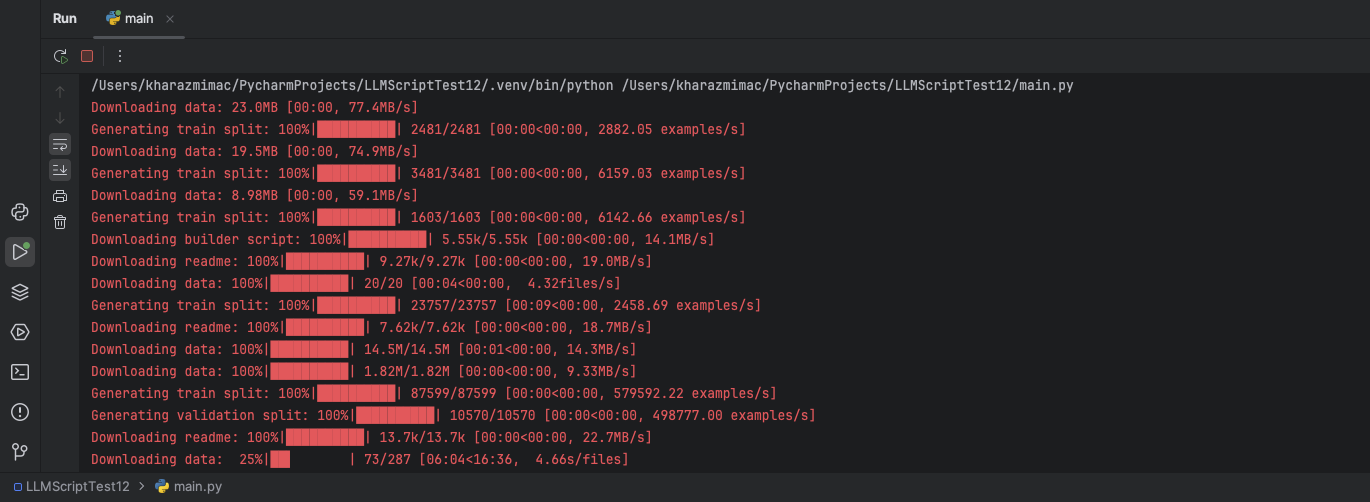 Run main
/Users/kharazmimac/PycharmProjects/LLMScriptTest12/.venv/bin/python /Users/kharazmimac/PycharmProjects/LLMScriptTest12/main.py
Downloading data: 23.0MB [00:00, 77.4MB/s]
Generating train split: 100%|██████████| 2481/2481 [00:00<00:00, 2882.05 examples/s]
Downloading data: 19.5MB [00:00, 74.9MB/s]
Generating train split: 100%|██████████| 3481/3481 [00:00<00:00, 6159.03 examples/s]
Downloading data: 8.98MB [00:00, 59.1MB/s]
Generating train split: 100%|██████████| 1603/1603 [00:00<00:00, 6142.66 examples/s]
Downloading builder script: 100%|██████████| 5.55k/5.55k [00:00<00:00, 14.1MB/s]
Downloading readme: 100%|██████████| 9.27k/9.27k [00:00<00:00, 19.0MB/s]
Downloading data: 100%|██████████| 20/20 [00:04<00:00,  4.32files/s]
Generating train split: 100%|██████████| 23757/23757 [00:09<00:00, 2458.69 examples/s]
Downloading readme: 100%|██████████| 7.62k/7.62k [00:00<00:00, 18.7MB/s]
Downloading data: 100%|██████████| 14.5M/14.5M [00:01<00:00, 14.3MB/s]
Downloading data: 100%|██████████| 1.82M/1.82M [00:00<00:00, 9.33MB/s]
Generating train split: 100%|██████████| 87599/87599 [00:00<00:00, 579592.22 examples/s]
Generating validation split: 100%|██████████| 10570/10570 [00:00<00:00, 498777.00 examples/s]
Downloading readme: 100%|██████████| 13.7k/13.7k [00:00<00:00, 22.7MB/s]
Downloading data:  25%|██▌       | 73/287 [06:04<16:36,  4.66s/files]
LLMScriptTest12 > main.py